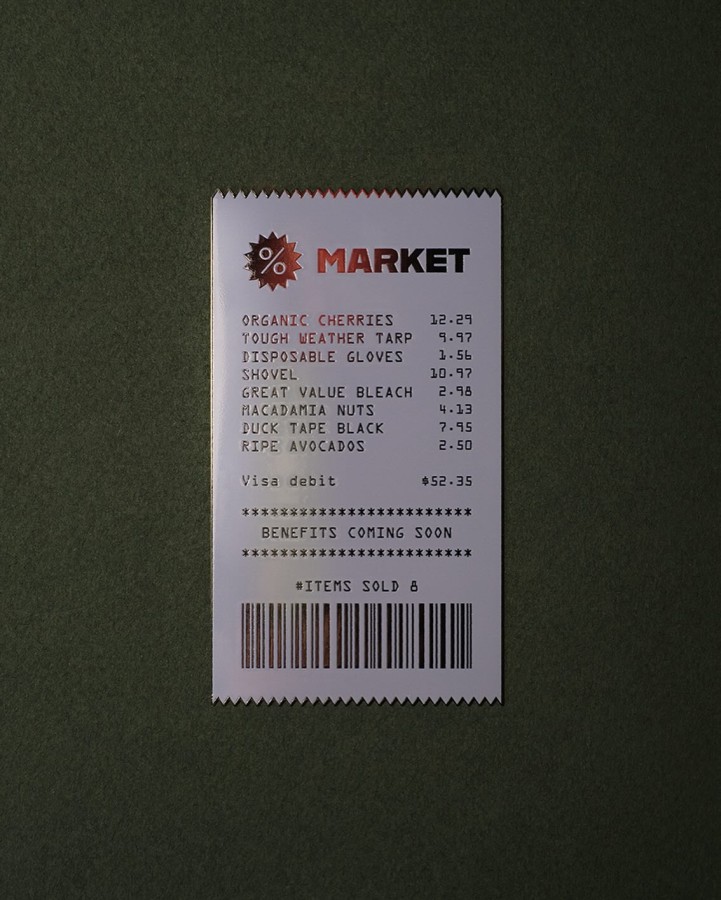 % MARKET
ORGANIC CHERRIES 12.29
TOUGH WEATHER TARP 9.97
DISPOSABLE GLOVES 1.56
SHOVEL 10.97
GREAT VALUE BLEACH 2.98
MACADAMIA NUTS 4.13
DUCK TAPE BLACK 7.95
RIPE AVOCADOS 2.50
Visa debit $52.35
************************
BENEFITS COMING SOON
************************
#ITEMS SOLD 8